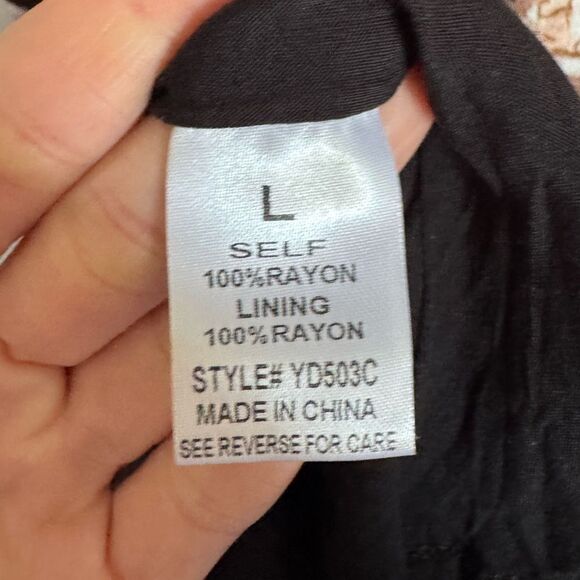 L
SELF
100%RAYON
LINING
100%RAYON
STYLE# YD503C
MADE IN CHINA
SEE REVERSE FOR CARE